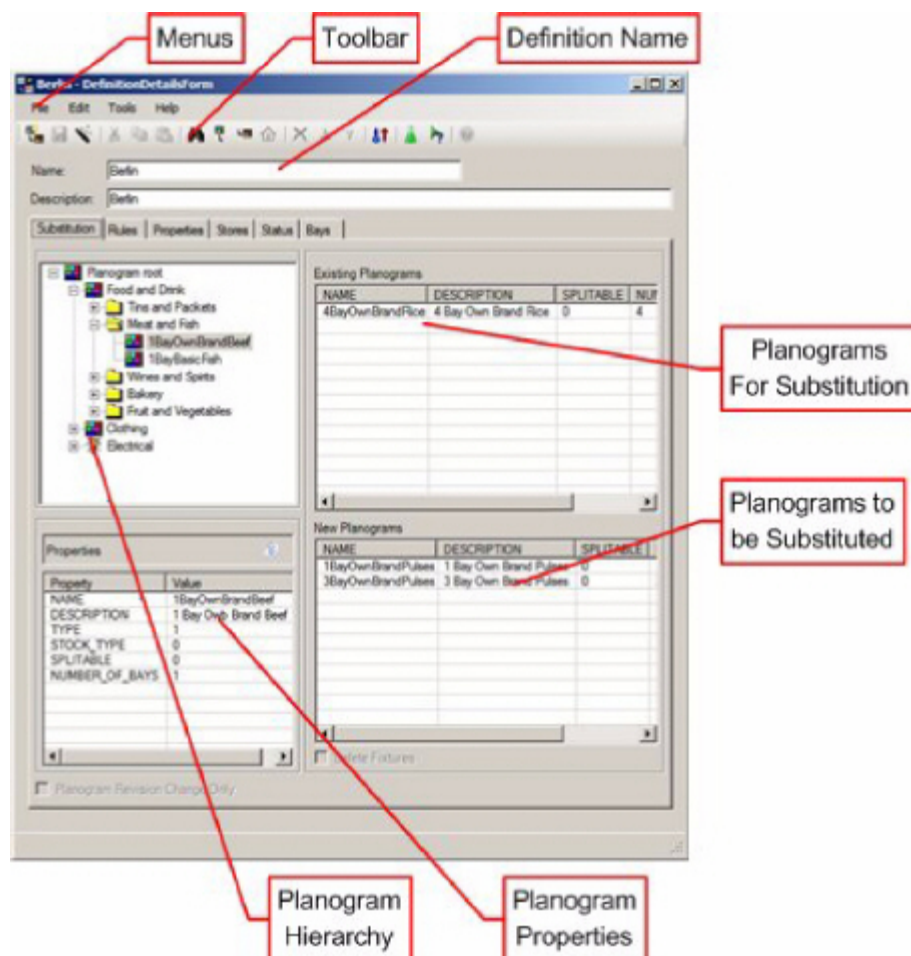 Menus
Toolbar
Definition Name
Berlin - DefinitionDetailsForm
File Edit Tools Help
Name: Berlin
Description: Berlin
Substitution Rules Properties Stores Status Bays
Planogram root
Food and Drink
Tins and Packets
Meat and Fish
1BayOwnBrandBeef
1BayBasicFish
Wines and Spirits
Bakery
Fruit and Vegetables
Clothing
Electrical
Existing Planograms
NAME DESCRIPTION SPLITABLE NUM
4BayOwnBrandRice 4 Bay Own Brand Rice 0 4
Planograms
For Substitution
Properties
Property Value
NAME 1BayOwnBrandBeef
DESCRIPTION 1 Bay Own Brand Beef
TYPE 1
STOCK_TYPE 0
SPLITABLE 0
NUMBER_OF_BAYS 1
New Planograms
NAME DESCRIPTION SPLITABLE
1BayOwnBrandPulses 1 Bay Own Brand Pulses 0
3BayOwnBrandPulses 3 Bay Own Brand Pulses 0
Planograms to
be Substituted
Delete Fixtures
Planogram Revision Change Only
Planogram
Hierarchy
Planogram
Properties